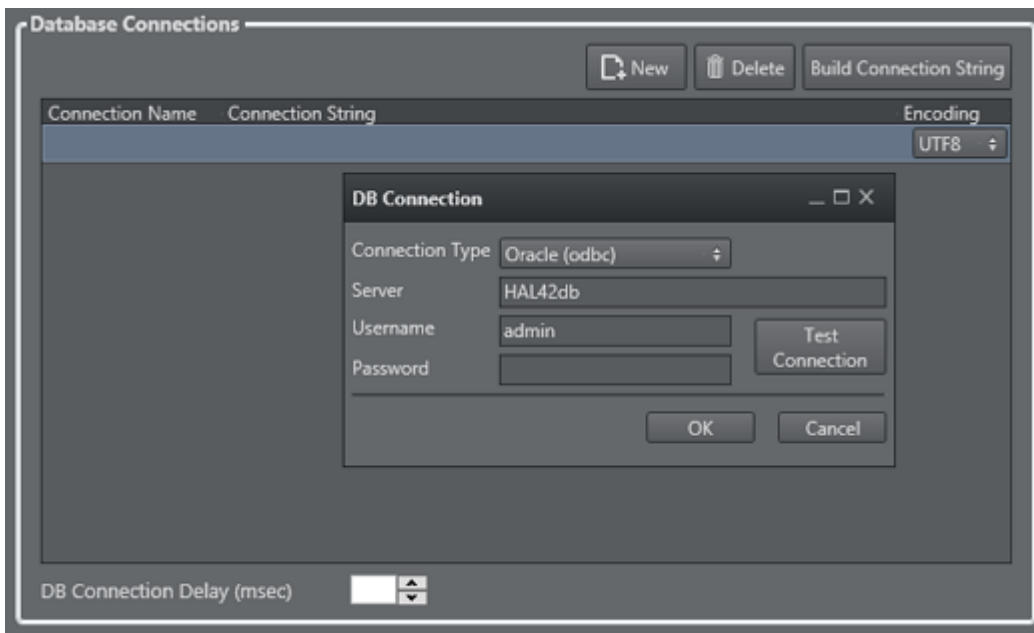 Database Connections
New Delete Build Connection String
Connection Name Connection String Encoding
UTF8
DB Connection
Connection Type Oracle (odbc)
Server HAL42db
Username admin
Test
Connection
Password
OK Cancel
DB Connection Delay (msec)